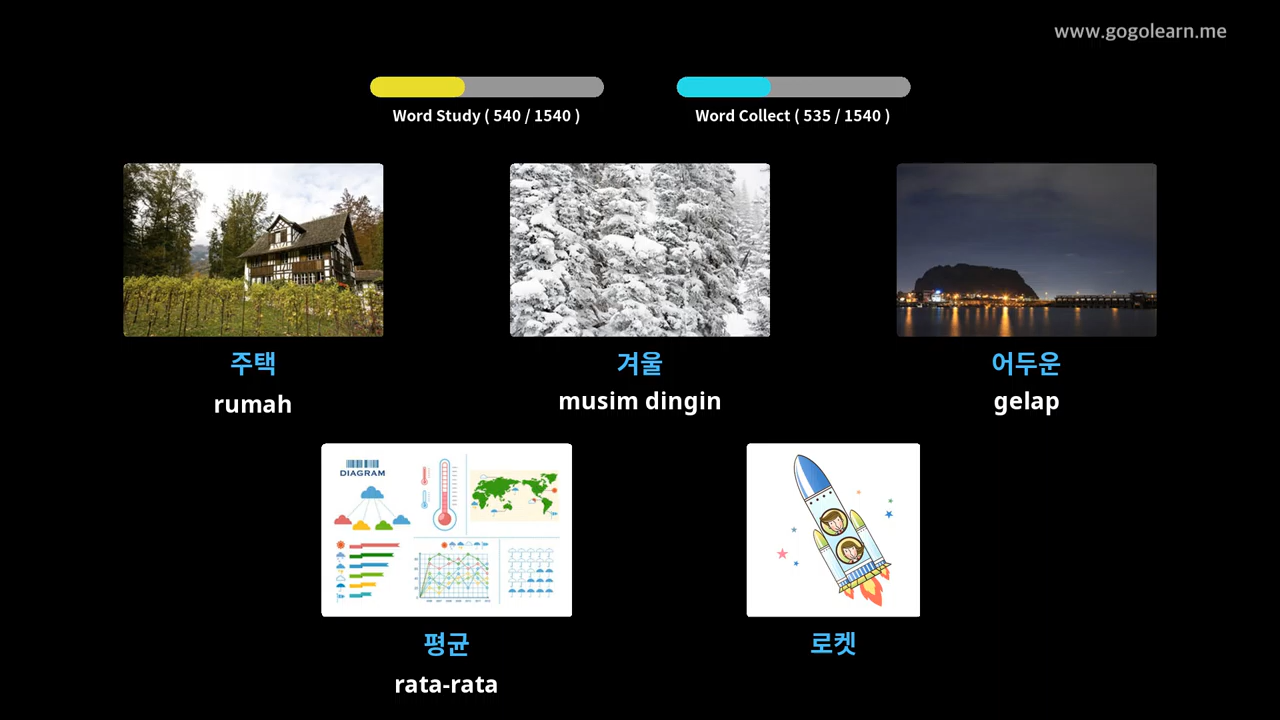 www.gogolearn.me
Word Study ( 540 / 1540 )
Word Collect ( 535 / 1540 )
주택
겨울
어두운
rumah
musim dingin
gelap
DIAGRAM
평균
로켓
rata-rata